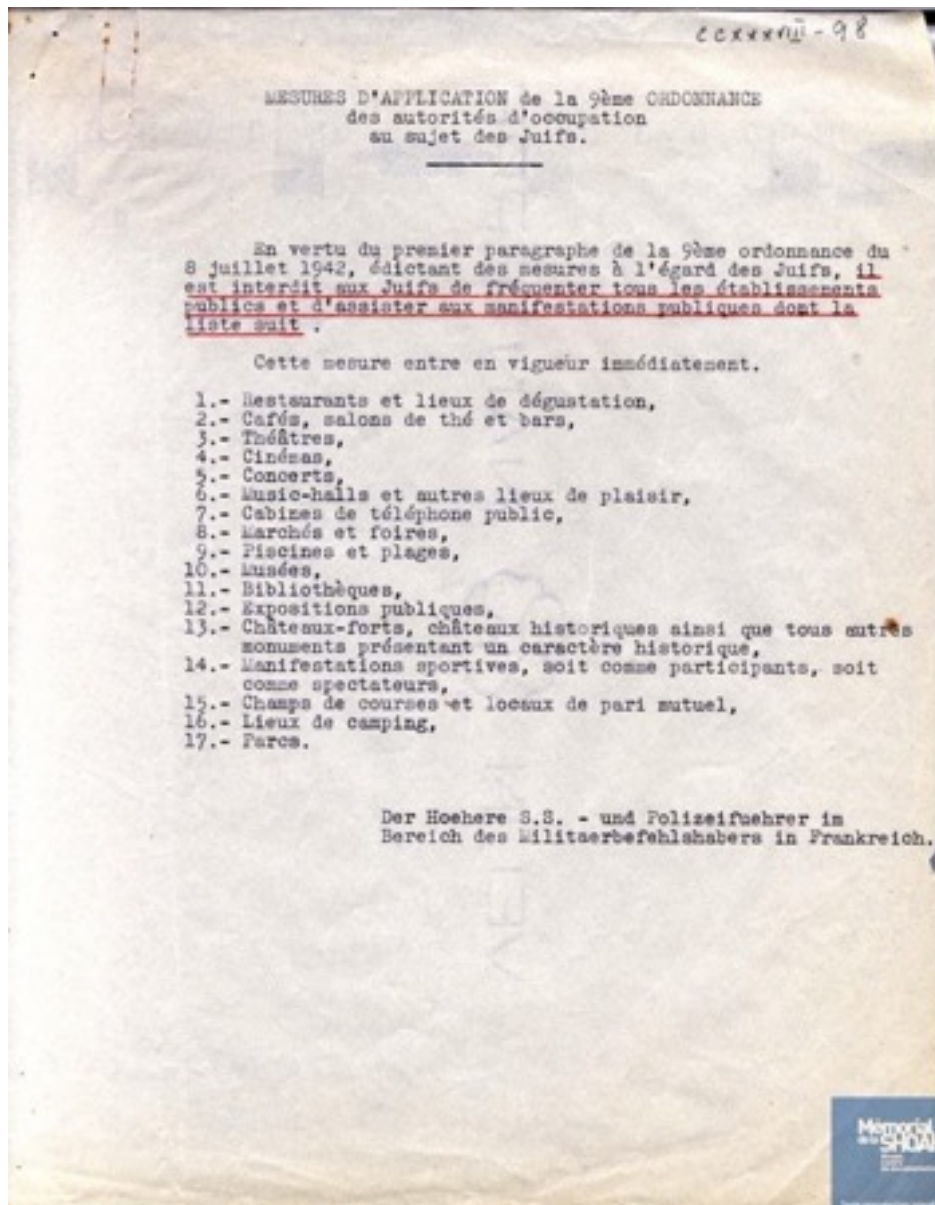 ccxxxviii - 98
MESURES D'APPLICATION de la 9ème ORDONNANCE
des autorités d'occupation
au sujet des Juifs.
En vertu du premier paragraphe de la 9ème ordonnance du
8 juillet 1942, édictant des mesures à l'égard des Juifs, il
est interdit aux Juifs de fréquenter tous les établissements
publics et d'assister aux manifestations publiques dont la
liste suit .
Cette mesure entre en vigueur immédiatement.
1.- Restaurants et lieux de dégustation,
2.- Cafés, salons de thé et bars,
3.- Théâtres,
4.- Cinémas,
5.- Concerts,
6.- Music-halls et autres lieux de plaisir,
7.- Cabines de téléphone public,
8.- Marchés et foires,
9.- Piscines et plages,
10.- Musées,
11.- Bibliothèques,
12.- Expositions publiques,
13.- Châteaux-forts, châteaux historiques ainsi que tous autres
monuments présentant un caractère historique,
14.- Manifestations sportives, soit comme participants, soit
comme spectateurs,
15.- Champs de courses et locaux de pari mutuel,
16.- Lieux de camping,
17.- Parcs.
Der Hoehere S.S. - und Polizeifuehrer im
Bereich des Militaerbefehlshabers in Frankreich.
Mémorial
de la SHOAH